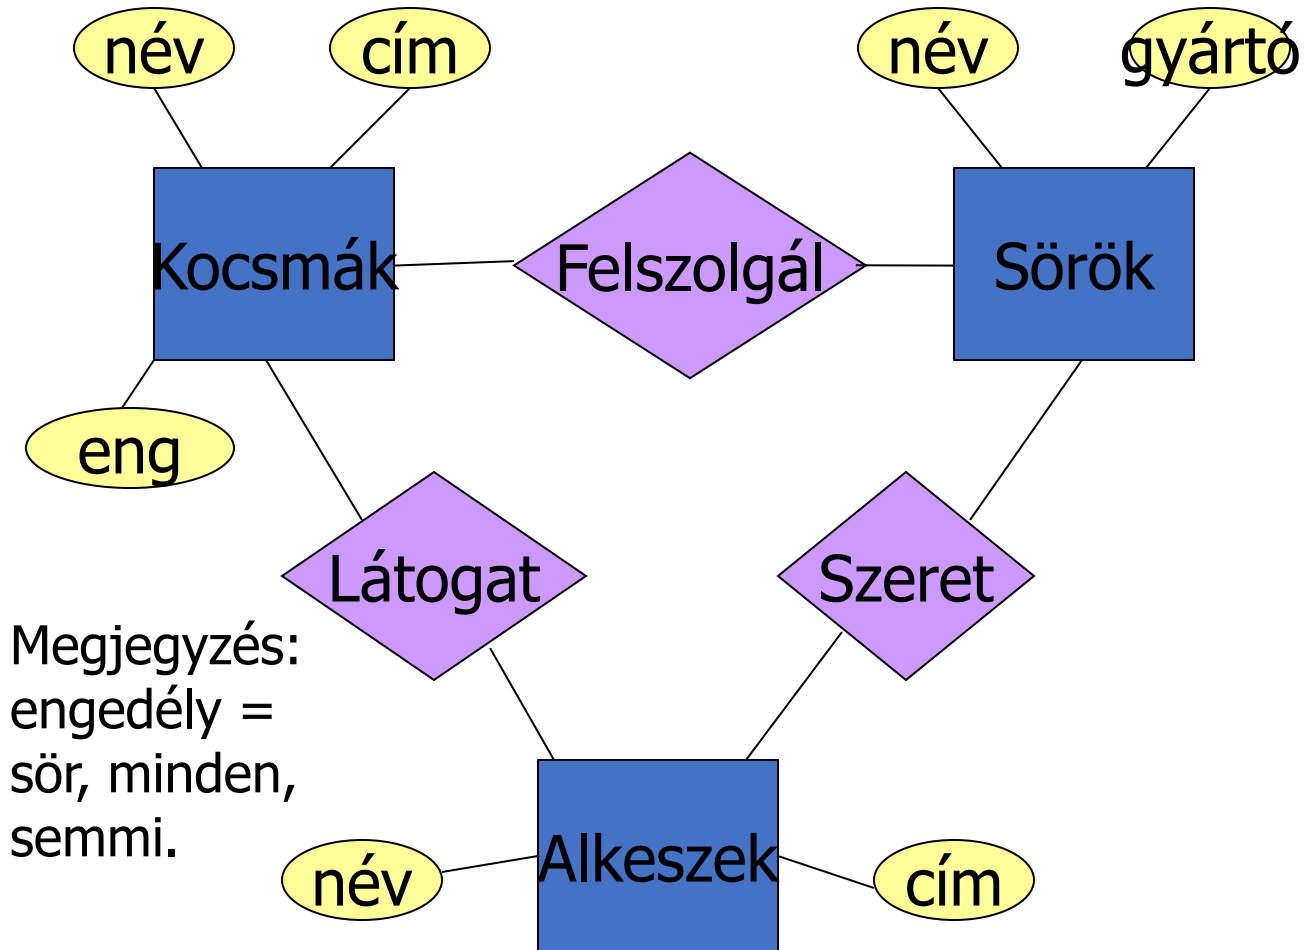 név
cím
név
gyártó
Kocsmák
Felszolgál
Sörök
eng
Látogat
Szeret
Megjegyzés:
engedély =
sör, minden,
semmi.
Alkeszek
név
cím